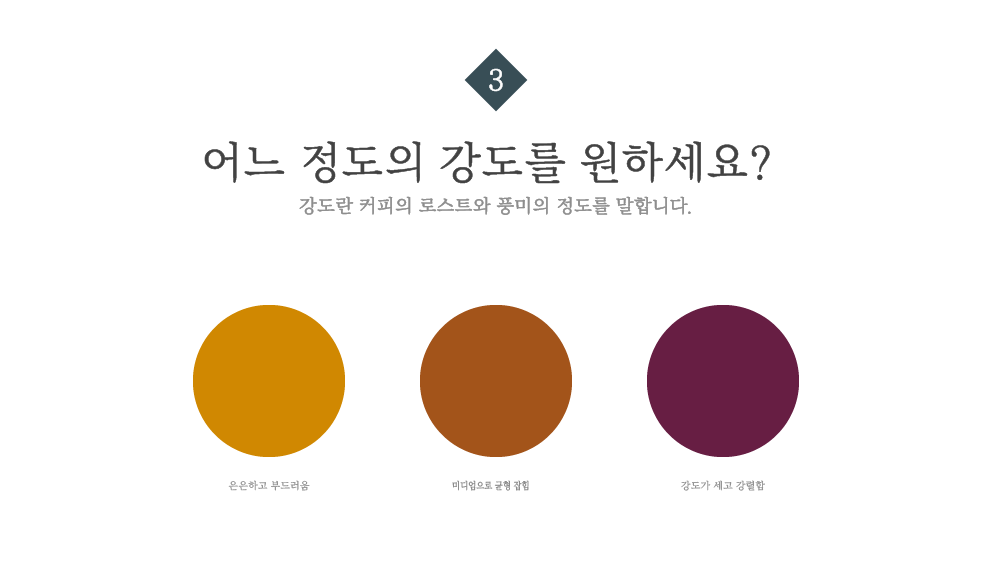 3
어느 정도의 강도를 원하세요?
강도란 커피의 로스트와 풍미의 정도를 말합니다.
은은하고 부드러움
미디엄으로 균형 잡힘
강도가 세고 강렬함